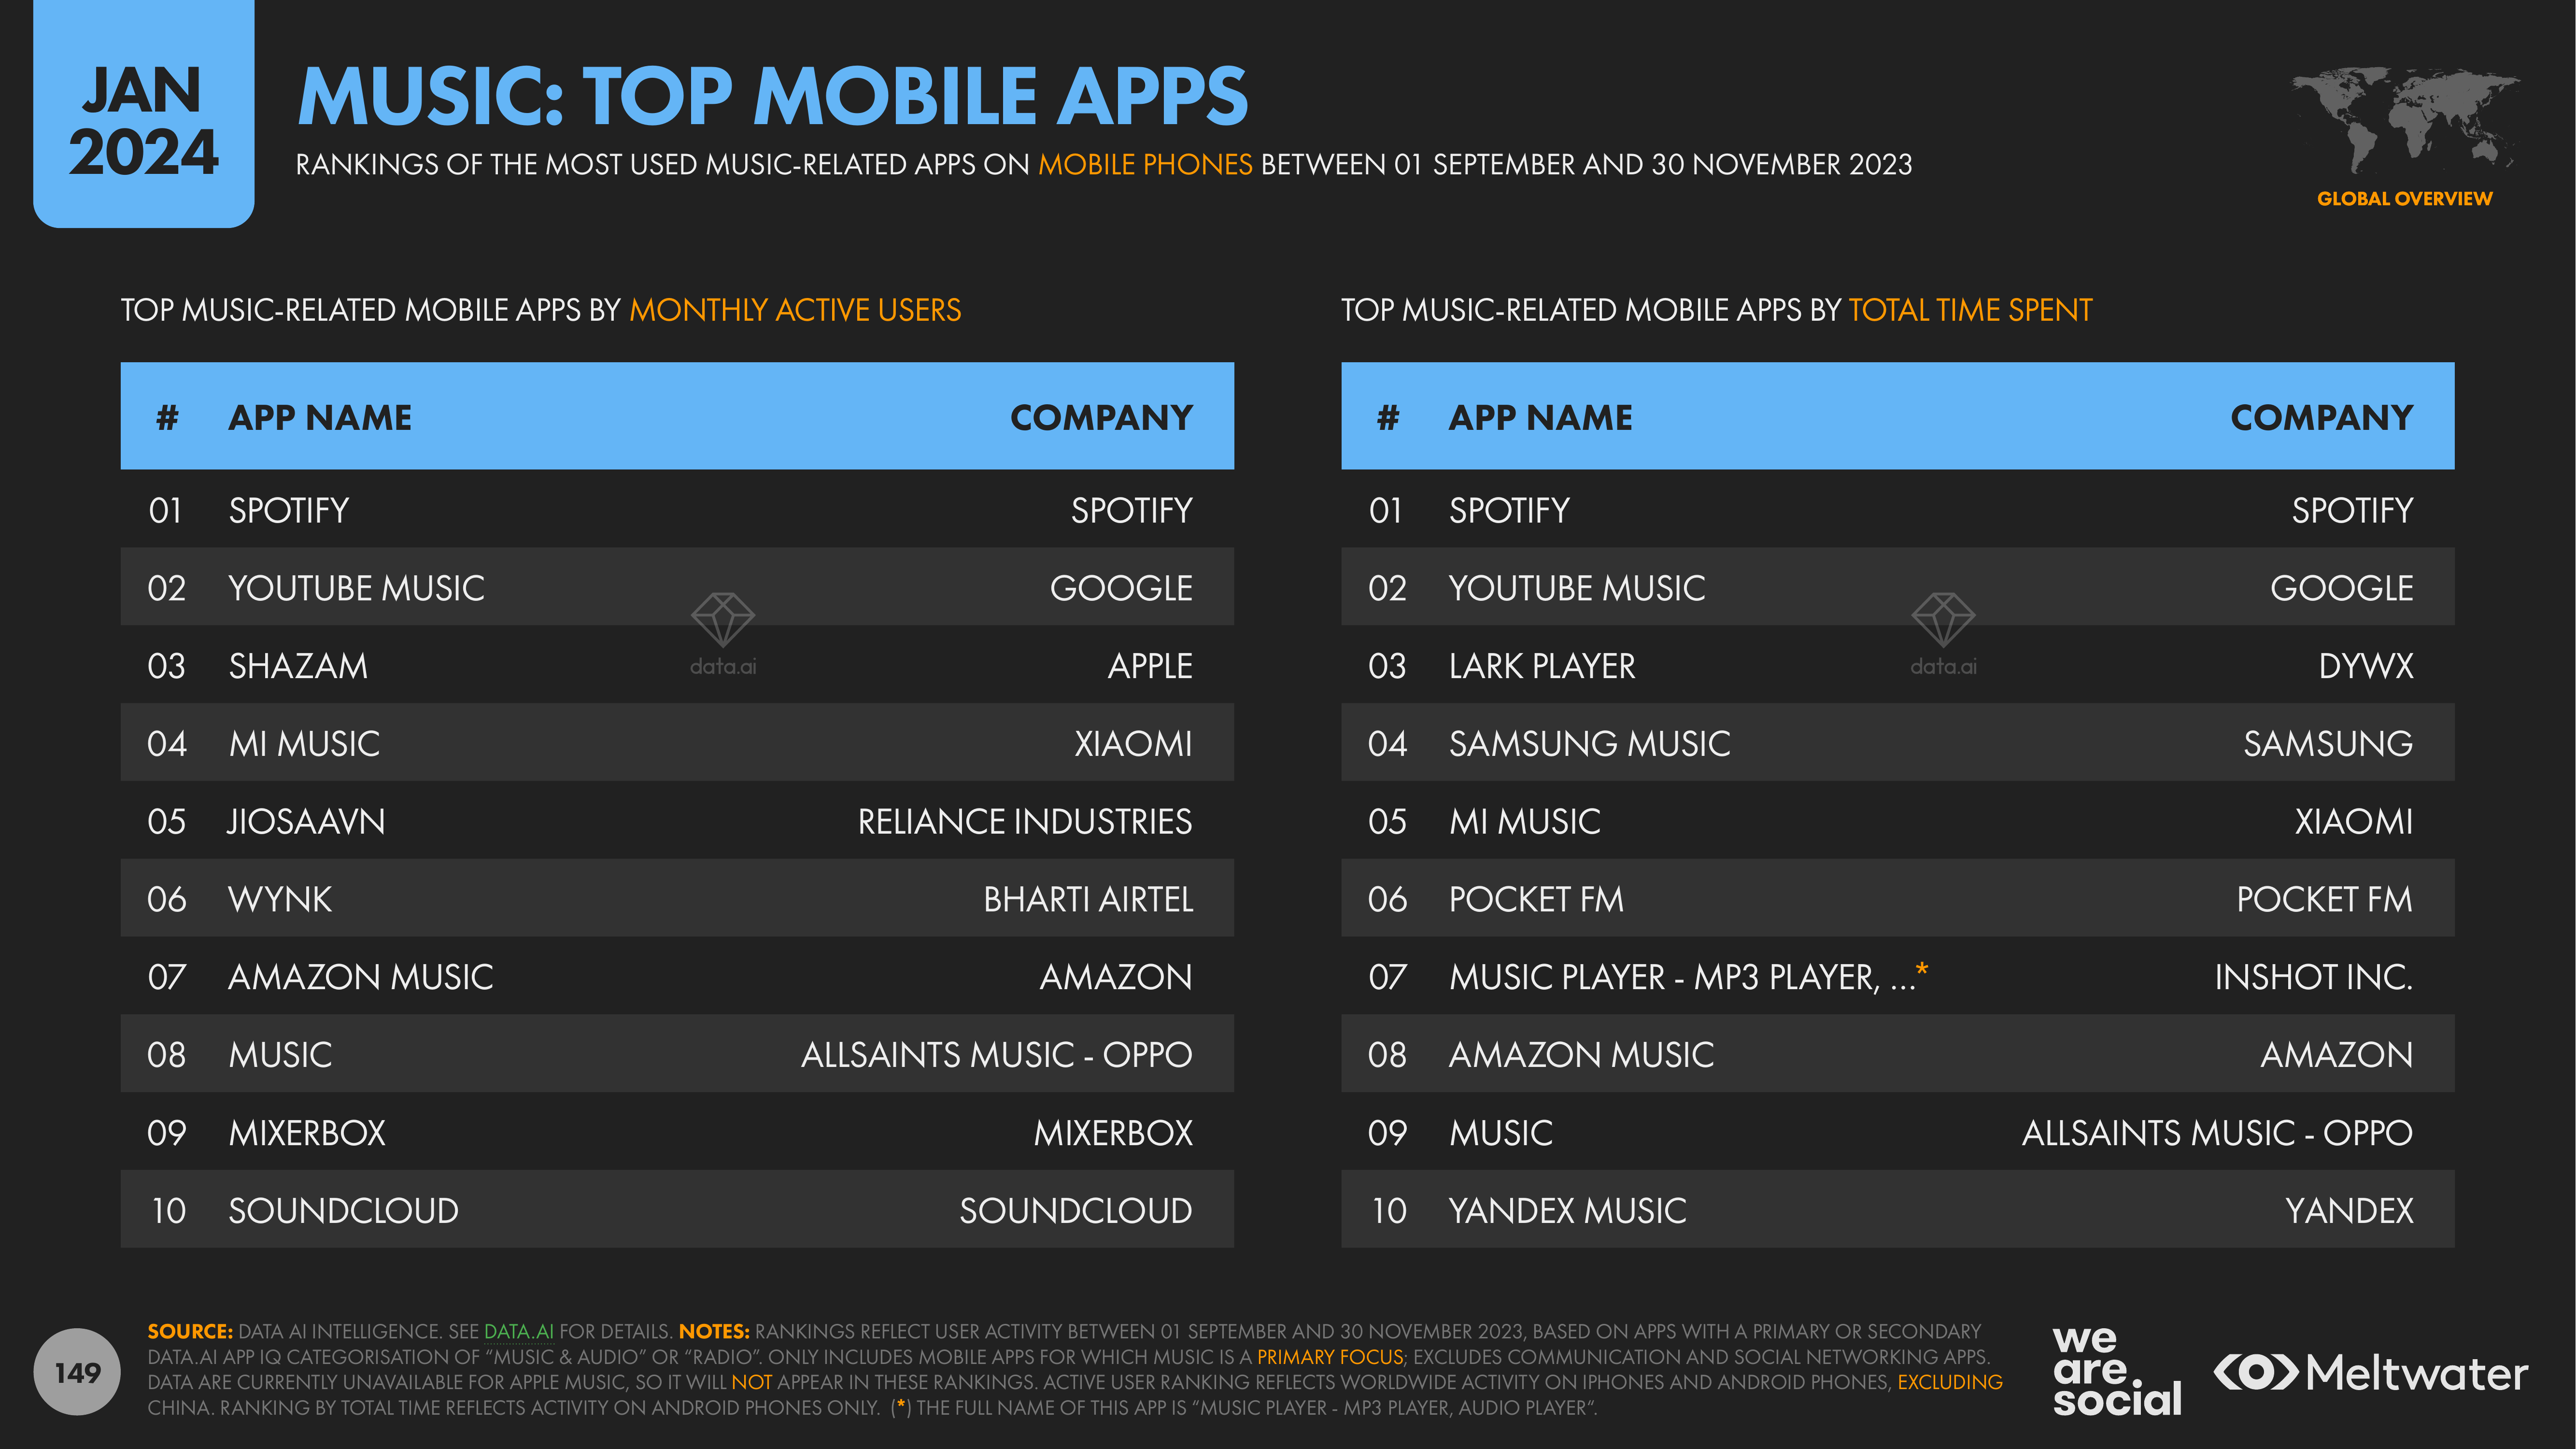 JAN
2024
MUSIC: TOP MOBILE APPS
RANKINGS OF THE MOST USED MUSIC-RELATED APPS ON MOBILE PHONES BETWEEN 01 SEPTEMBER AND 30 NOVEMBER 2023
GLOBAL OVERVIEW
TOP MUSIC-RELATED MOBILE APPS BY MONTHLY ACTIVE USERS
# APP NAME COMPANY
01 SPOTIFY SPOTIFY
02 YOUTUBE MUSIC GOOGLE
03 SHAZAM APPLE
04 MI MUSIC XIAOMI
05 JIOSAAVN RELIANCE INDUSTRIES
06 WYNK BHARTI AIRTEL
07 AMAZON MUSIC AMAZON
08 MUSIC ALLSAINTS MUSIC - OPPO
09 MIXERBOX MIXERBOX
10 SOUNDCLOUD SOUNDCLOUD
data.ai
TOP MUSIC-RELATED MOBILE APPS BY TOTAL TIME SPENT
# APP NAME COMPANY
01 SPOTIFY SPOTIFY
02 YOUTUBE MUSIC GOOGLE
03 LARK PLAYER DYWX
04 SAMSUNG MUSIC SAMSUNG
05 MI MUSIC XIAOMI
06 POCKET FM POCKET FM
07 MUSIC PLAYER - MP3 PLAYER, ...* INSHOT INC.
08 AMAZON MUSIC AMAZON
09 MUSIC ALLSAINTS MUSIC - OPPO
10 YANDEX MUSIC YANDEX
data.ai
149
SOURCE: DATA AI INTELLIGENCE. SEE DATA.AI FOR DETAILS. NOTES: RANKINGS REFLECT USER ACTIVITY BETWEEN 01 SEPTEMBER AND 30 NOVEMBER 2023, BASED ON APPS WITH A PRIMARY OR SECONDARY
DATA.AI APP IQ CATEGORISATION OF “MUSIC & AUDIO” OR “RADIO”. ONLY INCLUDES MOBILE APPS FOR WHICH MUSIC IS A PRIMARY FOCUS; EXCLUDES COMMUNICATION AND SOCIAL NETWORKING APPS.
DATA ARE CURRENTLY UNAVAILABLE FOR APPLE MUSIC, SO IT WILL NOT APPEAR IN THESE RANKINGS. ACTIVE USER RANKING REFLECTS WORLDWIDE ACTIVITY ON IPHONES AND ANDROID PHONES, EXCLUDING
CHINA. RANKING BY TOTAL TIME REFLECTS ACTIVITY ON ANDROID PHONES ONLY. (*) THE FULL NAME OF THIS APP IS “MUSIC PLAYER - MP3 PLAYER, AUDIO PLAYER“.
we
are
social
Meltwater